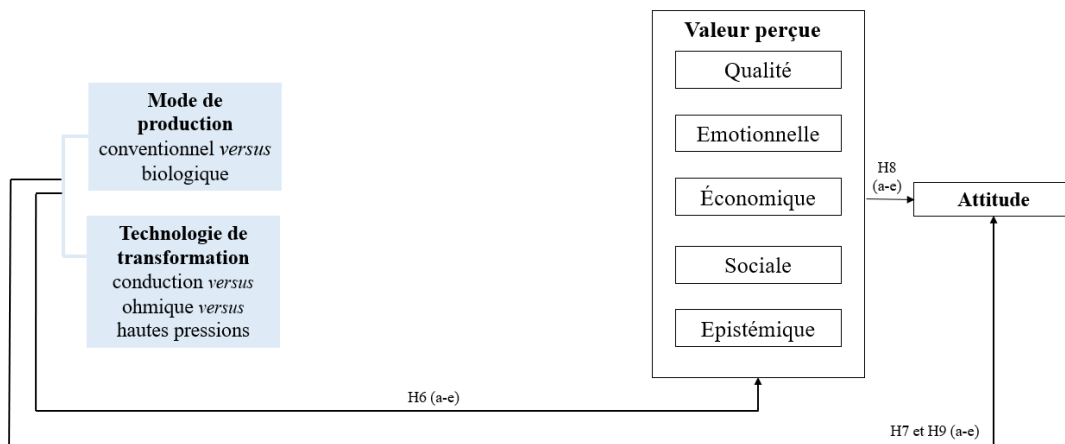 Mode de
production
conventionnel versus
biologique
Technologie de
transformation
conduction versus
ohmique versus
hautes pressions
Valeur perçue
Qualité
Emotionnelle
Économique
Sociale
Epistémique
H8
(a-e)
Attitude
H6 (a-e)
H7 et H9 (a-e)